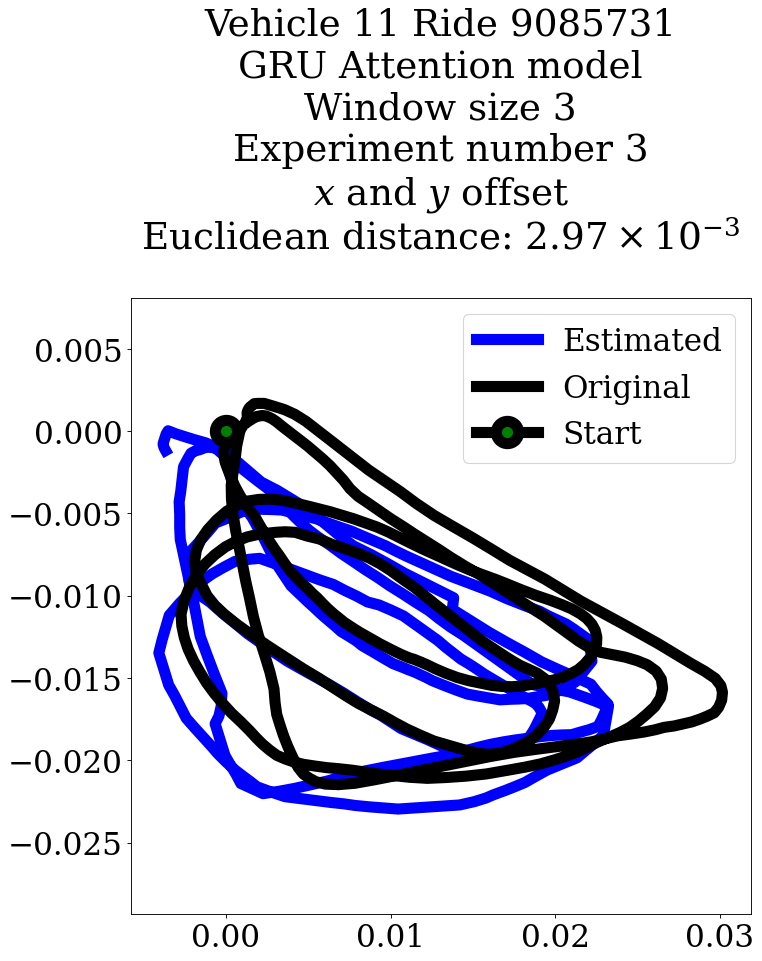 Vehicle 11 Ride 9085731
GRU Attention model
Window size 3
Experiment number 3
x and y offset
Euclidean distance: 2.97 × 10⁻³
Estimated
Original
Start
0.005
0.000
−0.005
−0.010
−0.015
−0.020
−0.025
0.00 0.01 0.02 0.03